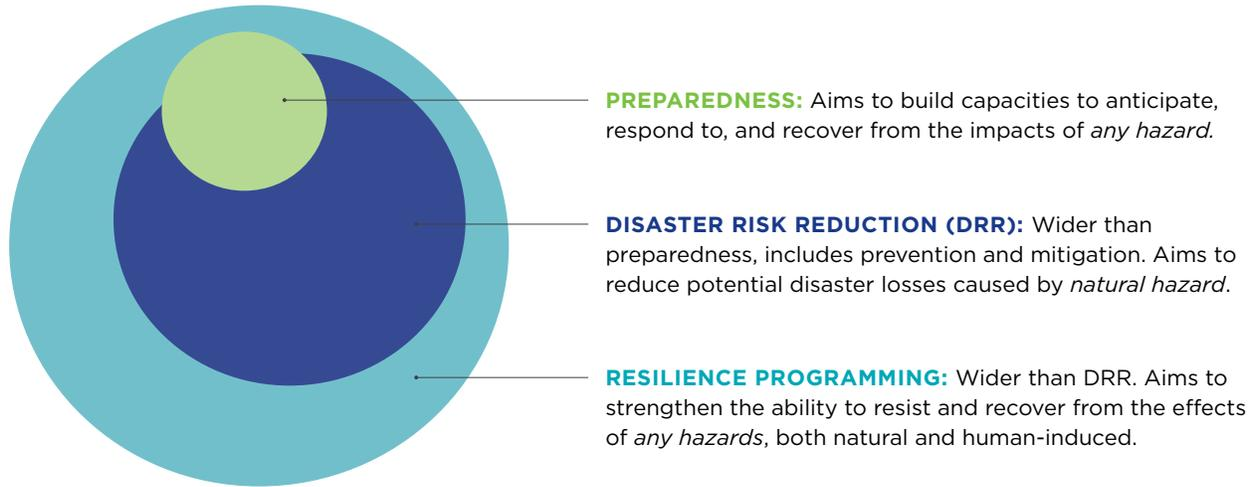 PREPAREDNESS: Aims to build capacities to anticipate,
respond to, and recover from the impacts of any hazard.
DISASTER RISK REDUCTION (DRR): Wider than
preparedness, includes prevention and mitigation. Aims to
reduce potential disaster losses caused by natural hazard.
RESILIENCE PROGRAMMING: Wider than DRR. Aims to
strengthen the ability to resist and recover from the effects
of any hazards, both natural and human-induced.